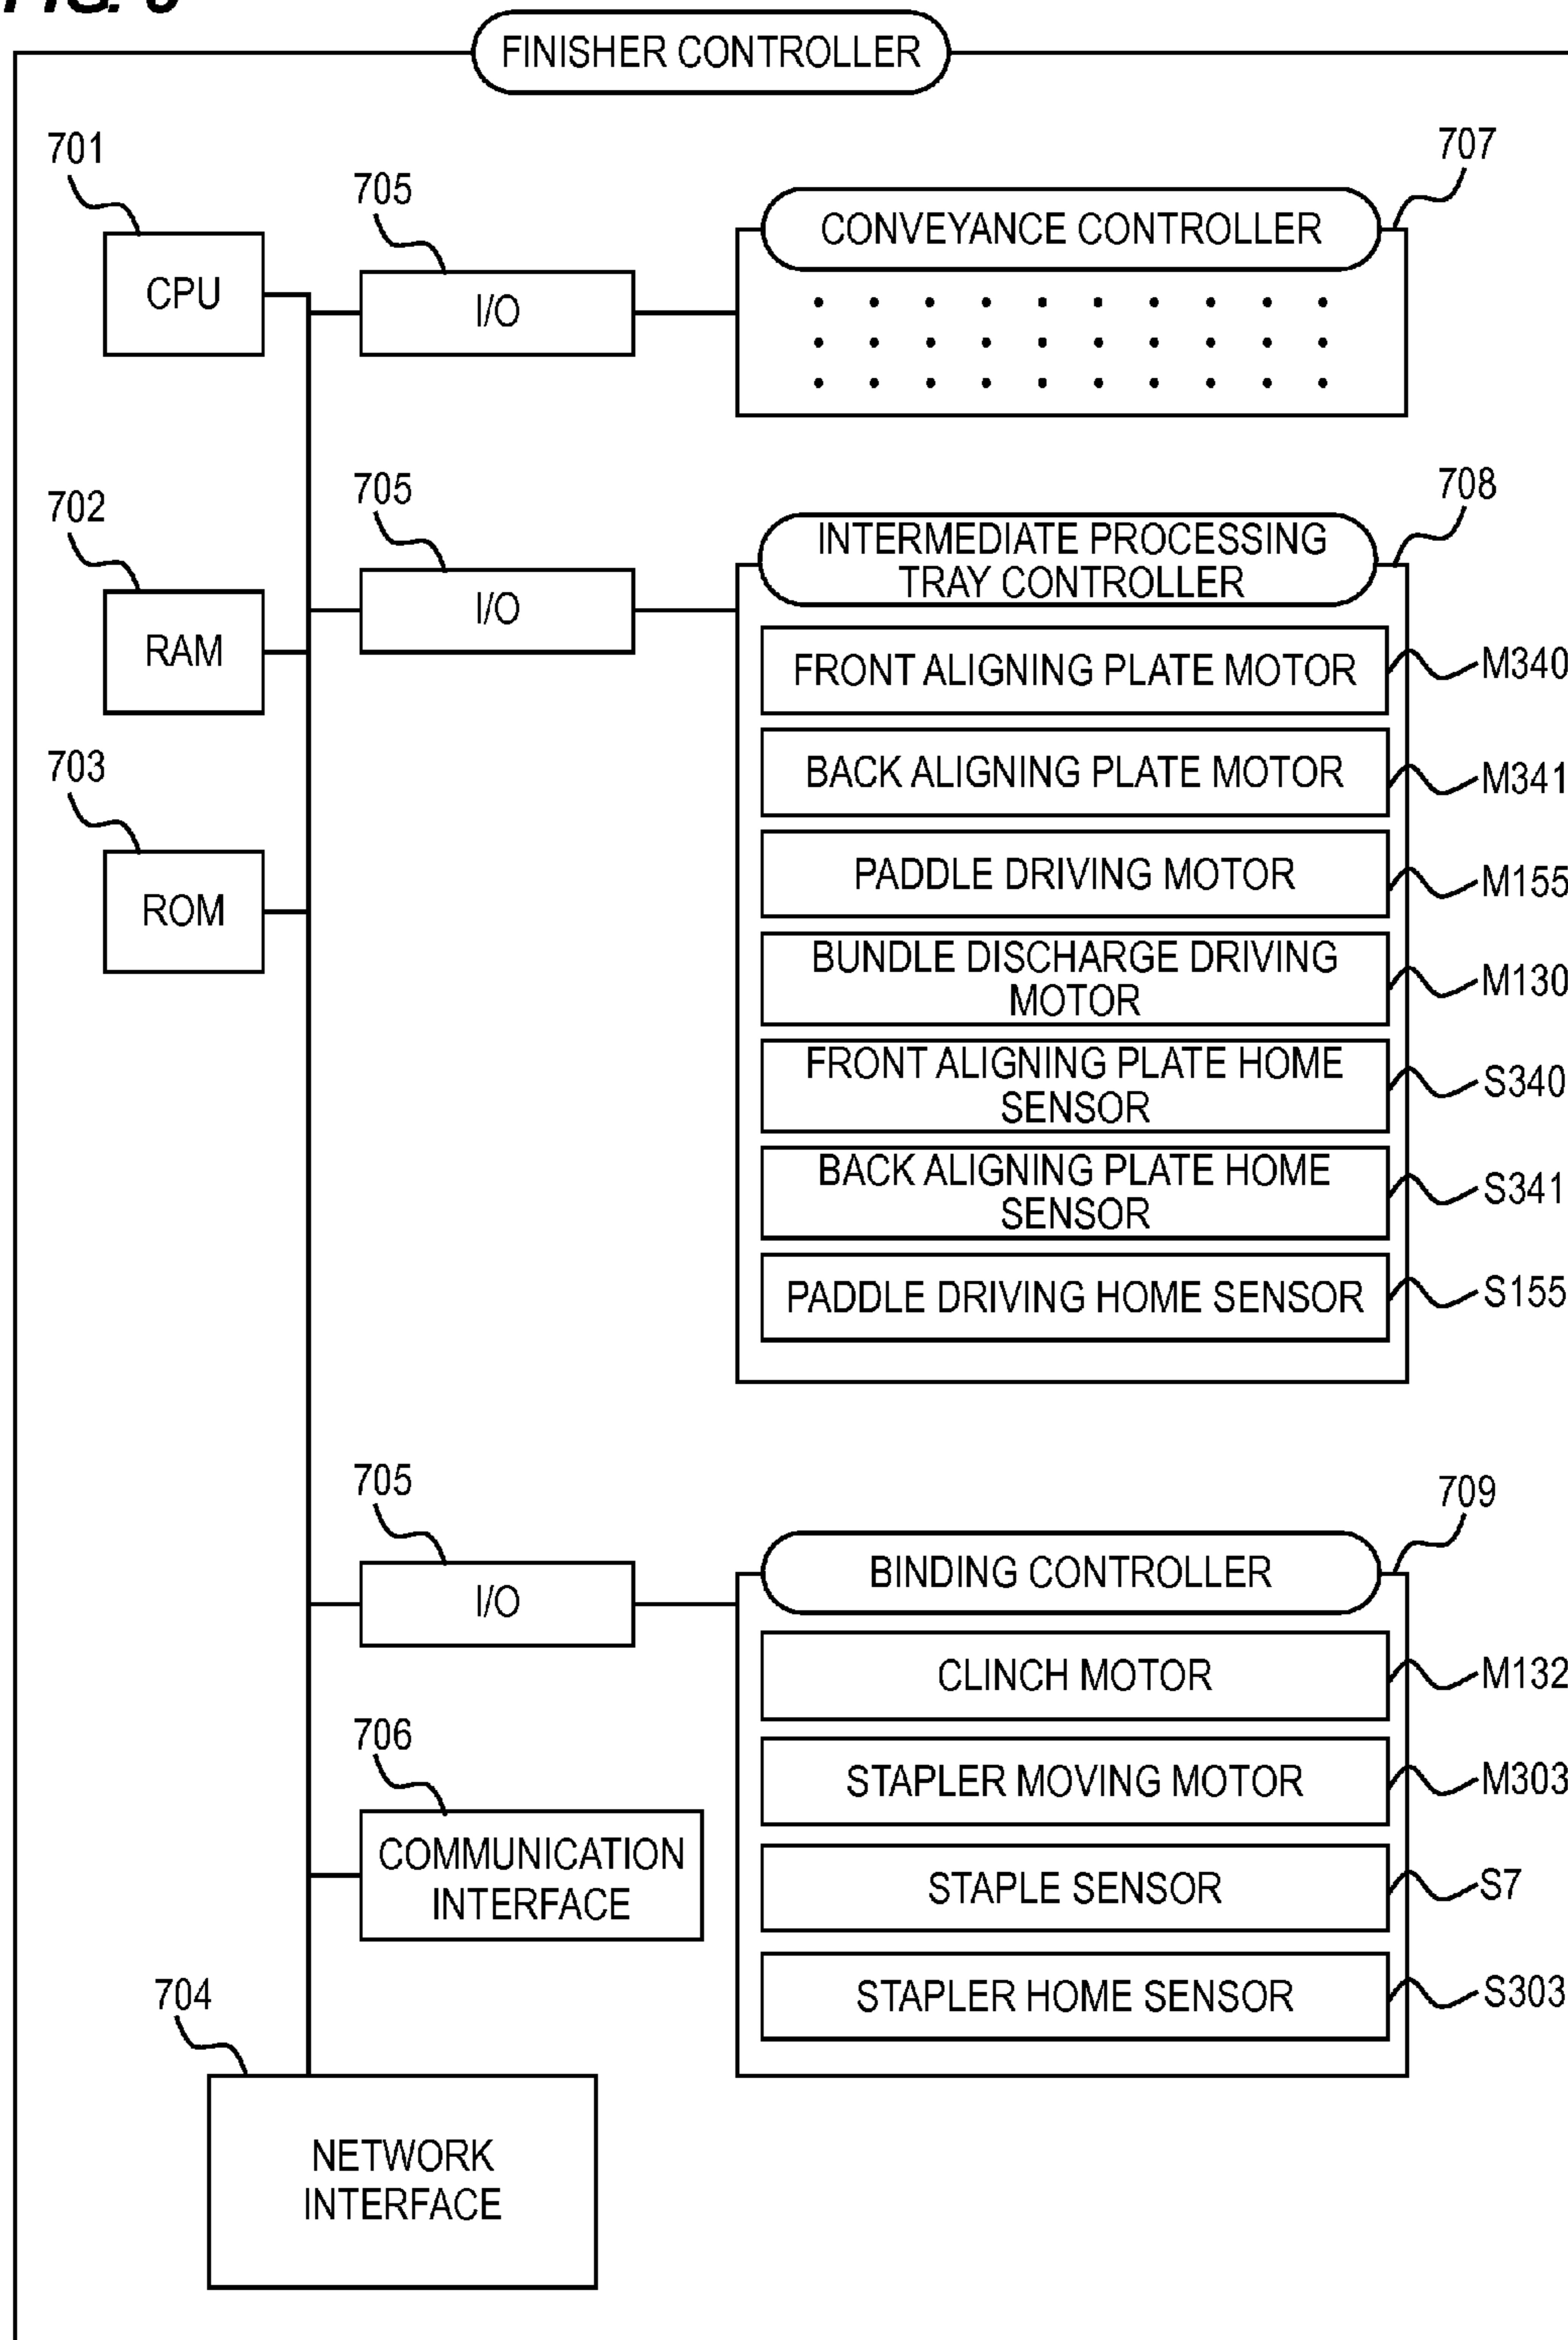 FINISHER CONTROLLER
701
705
707
CPU
I/O
CONVEYANCE CONTROLLER
702
705
708
RAM
I/O
INTERMEDIATE PROCESSING
TRAY CONTROLLER
FRONT ALIGNING PLATE MOTOR
M340
703
BACK ALIGNING PLATE MOTOR
M341
ROM
PADDLE DRIVING MOTOR
M155
BUNDLE DISCHARGE DRIVING
MOTOR
M130
FRONT ALIGNING PLATE HOME
SENSOR
S340
BACK ALIGNING PLATE HOME
SENSOR
S341
PADDLE DRIVING HOME SENSOR
S155
705
709
I/O
BINDING CONTROLLER
CLINCH MOTOR
M132
706
STAPLER MOVING MOTOR
M303
COMMUNICATION
INTERFACE
STAPLE SENSOR
S7
704
STAPLER HOME SENSOR
S303
NETWORK
INTERFACE